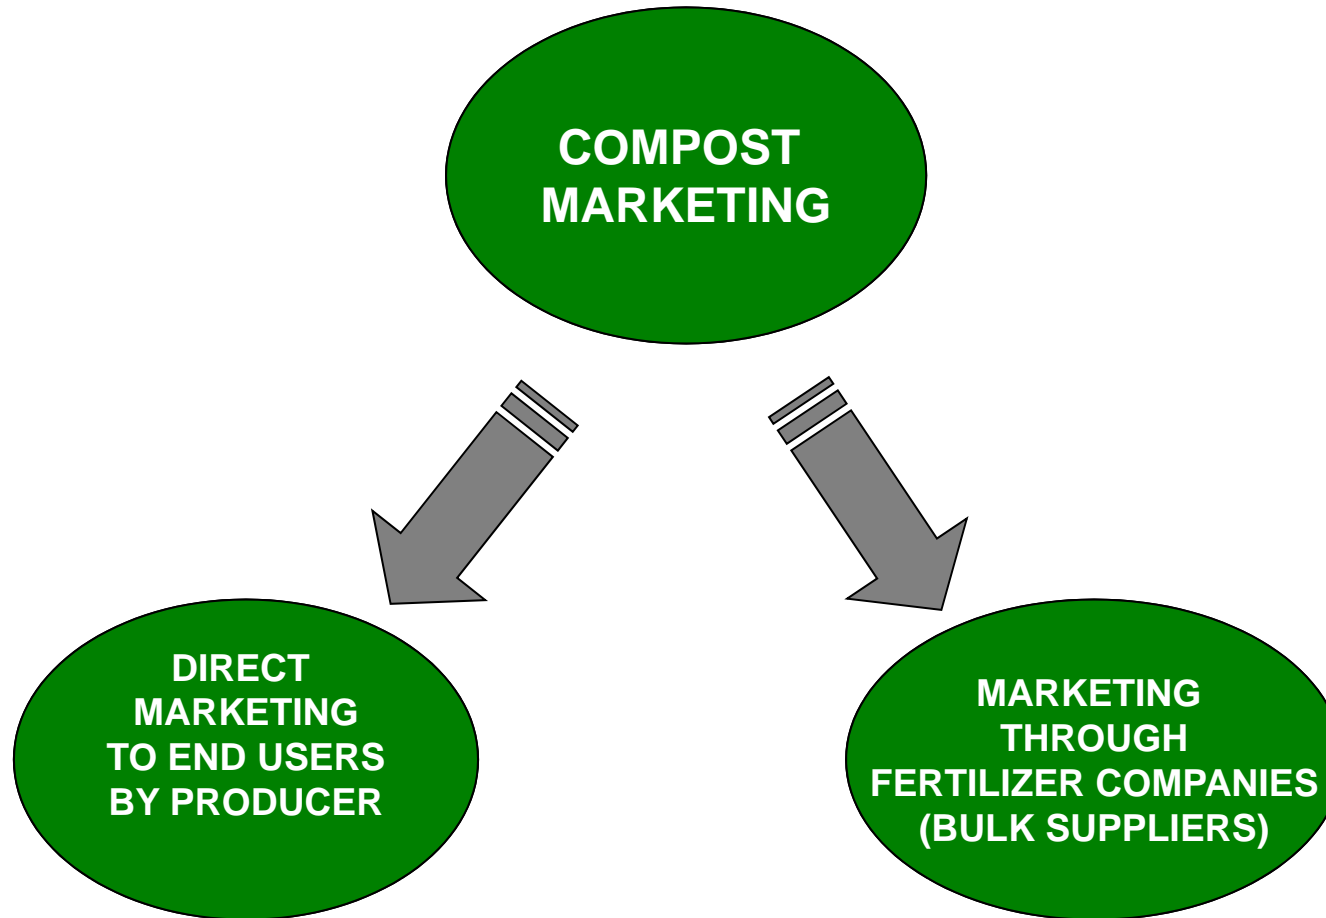 COMPOST
MARKETING
DIRECT
MARKETING
TO END USERS
BY PRODUCER
MARKETING
THROUGH
FERTILIZER COMPANIES
(BULK SUPPLIERS)